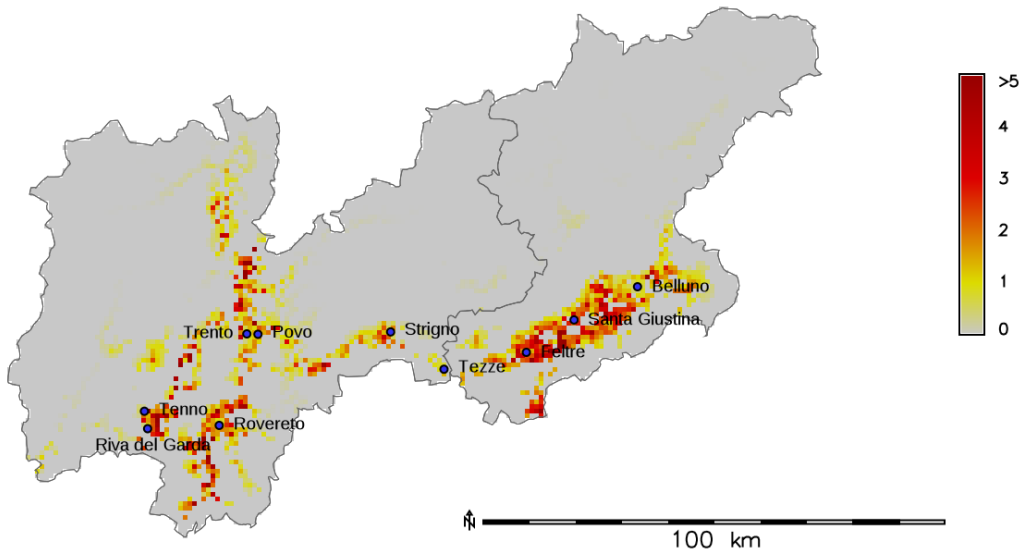 >5
4
3
2
1
0
Belluno
Santa Giustina
Strigno
Trento
Povo
Feltre
Tezze
Tenno
Rovereto
Riva del Garda
N
100 km